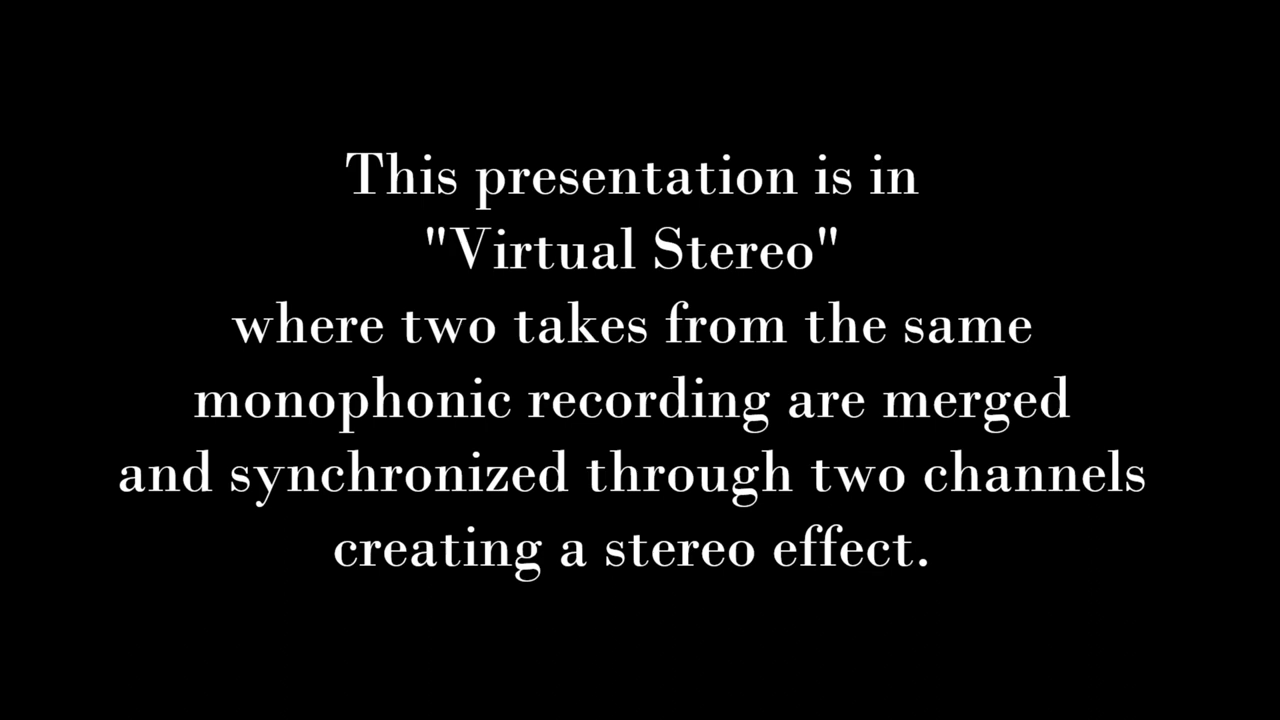 This presentation is in
"Virtual Stereo"
where two takes from the same
monophonic recording are merged
and synchronized through two channels
creating a stereo effect.